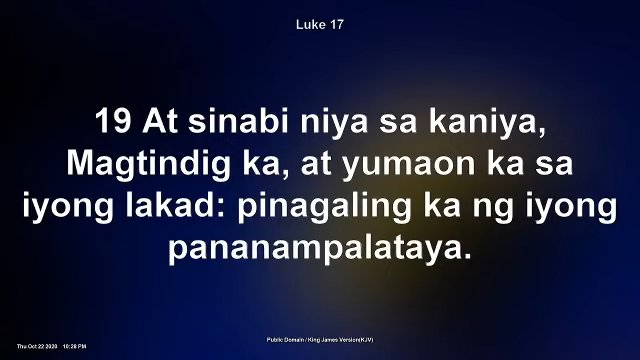 Luke 17
19 At sinabi niya sa kaniya,
Magtindig ka, at yumaon ka sa
iyong lakad: pinagaling ka ng iyong
pananampalataya.
Public Domain / King James Version(KJV)
Thu Oct 22 2020 10:28 PM